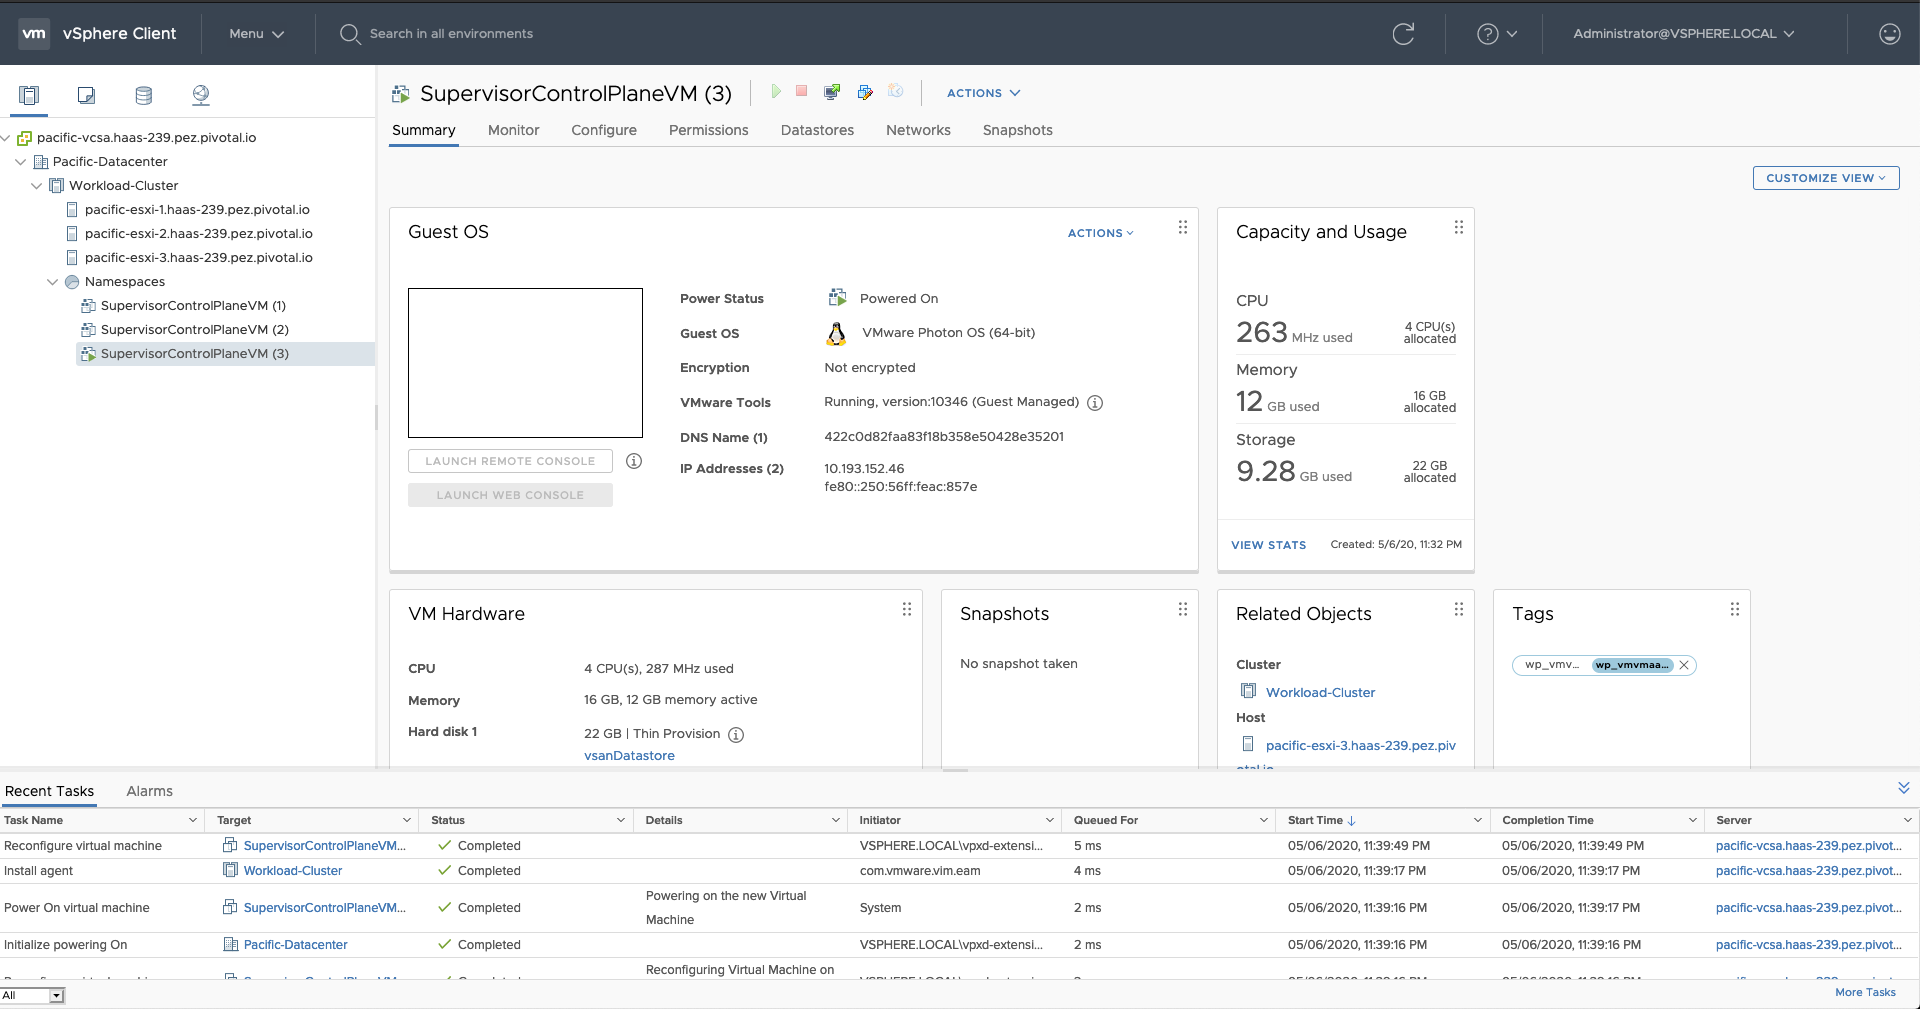 vm vSphere Client Menu Search in all environments Administrator@VSPHERE.LOCAL
pacific-vcsa.haas-239.pez.pivotal.io
Pacific-Datacenter
Workload-Cluster
pacific-esxi-1.haas-239.pez.pivotal.io
pacific-esxi-2.haas-239.pez.pivotal.io
pacific-esxi-3.haas-239.pez.pivotal.io
Namespaces
SupervisorControlPlaneVM (1)
SupervisorControlPlaneVM (2)
SupervisorControlPlaneVM (3)
SupervisorControlPlaneVM (3) ACTIONS
Summary Monitor Configure Permissions Datastores Networks Snapshots
CUSTOMIZE VIEW
Guest OS ACTIONS
LAUNCH REMOTE CONSOLE
LAUNCH WEB CONSOLE
Power Status Powered On
Guest OS VMware Photon OS (64-bit)
Encryption Not encrypted
VMware Tools Running, version:10346 (Guest Managed)
DNS Name (1) 422c0d82faa83f18b358e50428e35201
IP Addresses (2) 10.193.152.46
fe80::250:56ff:feac:857e
Capacity and Usage
CPU
263 MHz used 4 CPU(s) allocated
Memory
12 GB used 16 GB allocated
Storage
9.28 GB used 22 GB allocated
VIEW STATS Created: 5/6/20, 11:32 PM
VM Hardware
CPU 4 CPU(s), 287 MHz used
Memory 16 GB, 12 GB memory active
Hard disk 1 22 GB | Thin Provision
vsanDatastore
Snapshots
No snapshot taken
Related Objects
Cluster
Workload-Cluster
Host
pacific-esxi-3.haas-239.pez.piv
otal.io
Tags
wp_vmv... wp_vmvmaa...
Recent Tasks Alarms
Task Name Target Status Details Initiator Queued For Start Time Completion Time Server
Reconfigure virtual machine SupervisorControlPlaneVM... Completed VSPHERE.LOCAL\vpxd-extensi... 5 ms 05/06/2020, 11:39:49 PM 05/06/2020, 11:39:49 PM pacific-vcsa.haas-239.pez.pivot...
Install agent Workload-Cluster Completed com.vmware.vim.eam 4 ms 05/06/2020, 11:39:17 PM 05/06/2020, 11:39:17 PM pacific-vcsa.haas-239.pez.pivot...
Power On virtual machine SupervisorControlPlaneVM... Completed Powering on the new Virtual Machine System 2 ms 05/06/2020, 11:39:16 PM 05/06/2020, 11:39:17 PM pacific-vcsa.haas-239.pez.pivot...
Initialize powering On Pacific-Datacenter Completed VSPHERE.LOCAL\vpxd-extensi... 2 ms 05/06/2020, 11:39:16 PM 05/06/2020, 11:39:16 PM pacific-vcsa.haas-239.pez.pivot...
Reconfiguring Virtual Machine on
All More Tasks